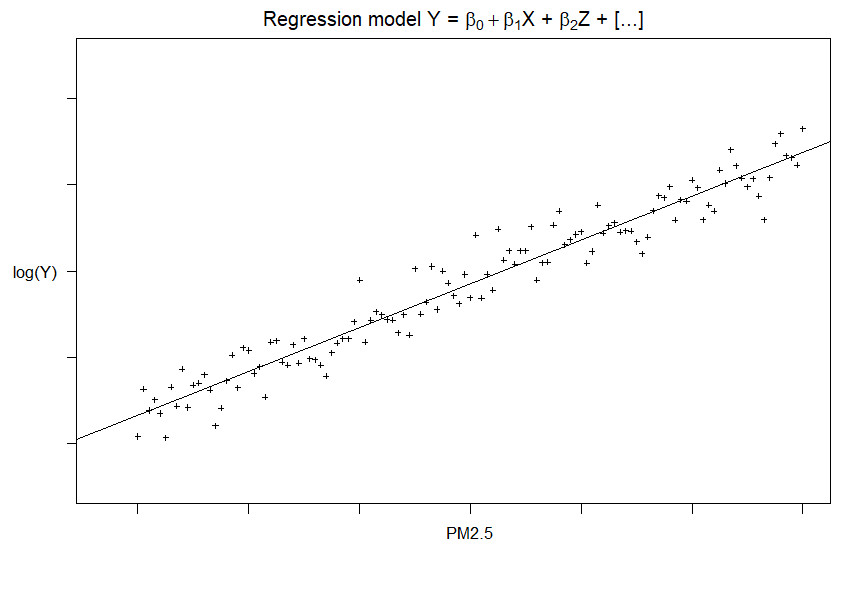 Regression model Y = β₀ + β₁X + β₂Z + [...]
log(Y)
PM2.5